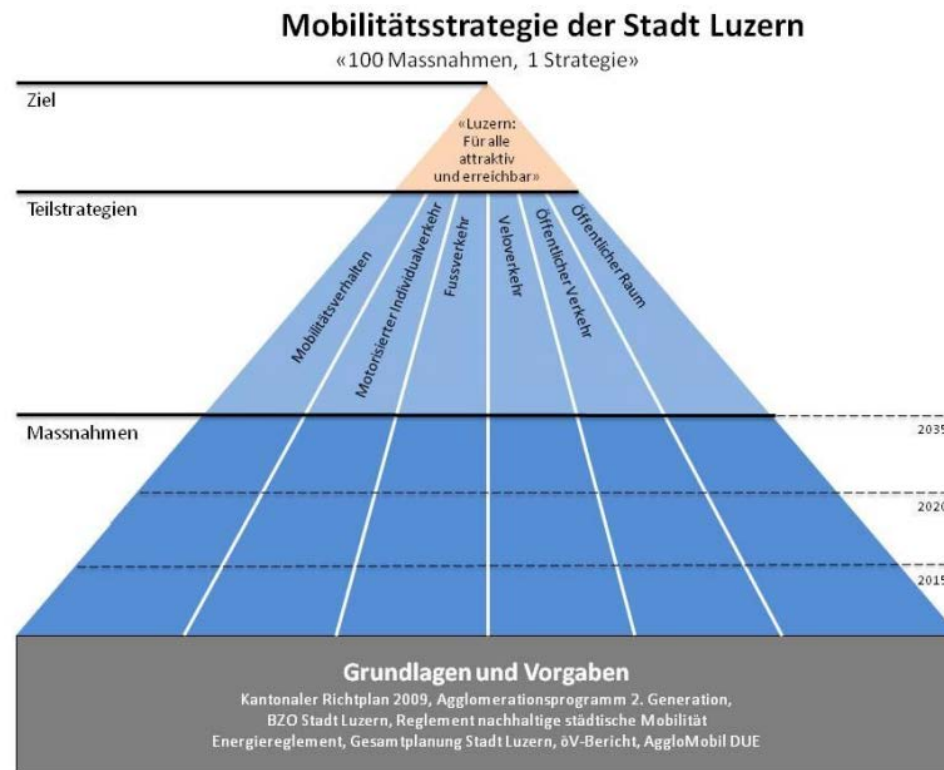 Mobilitätsstrategie der Stadt Luzern
«100 Massnahmen, 1 Strategie»
Ziel
«Luzern:
Für alle
attraktiv
und erreichbar»
Teilstrategien
Mobilitätsverhalten
Motorisierter Individualverkehr
Fussverkehr
Veloverkehr
Öffentlicher Verkehr
Öffentlicher Raum
Massnahmen
2035
2020
2015
Grundlagen und Vorgaben
Kantonaler Richtplan 2009, Agglomerationsprogramm 2. Generation,
BZO Stadt Luzern, Reglement nachhaltige städtische Mobilität
Energiereglement, Gesamtplanung Stadt Luzern, öV-Bericht, AggloMobil DUE